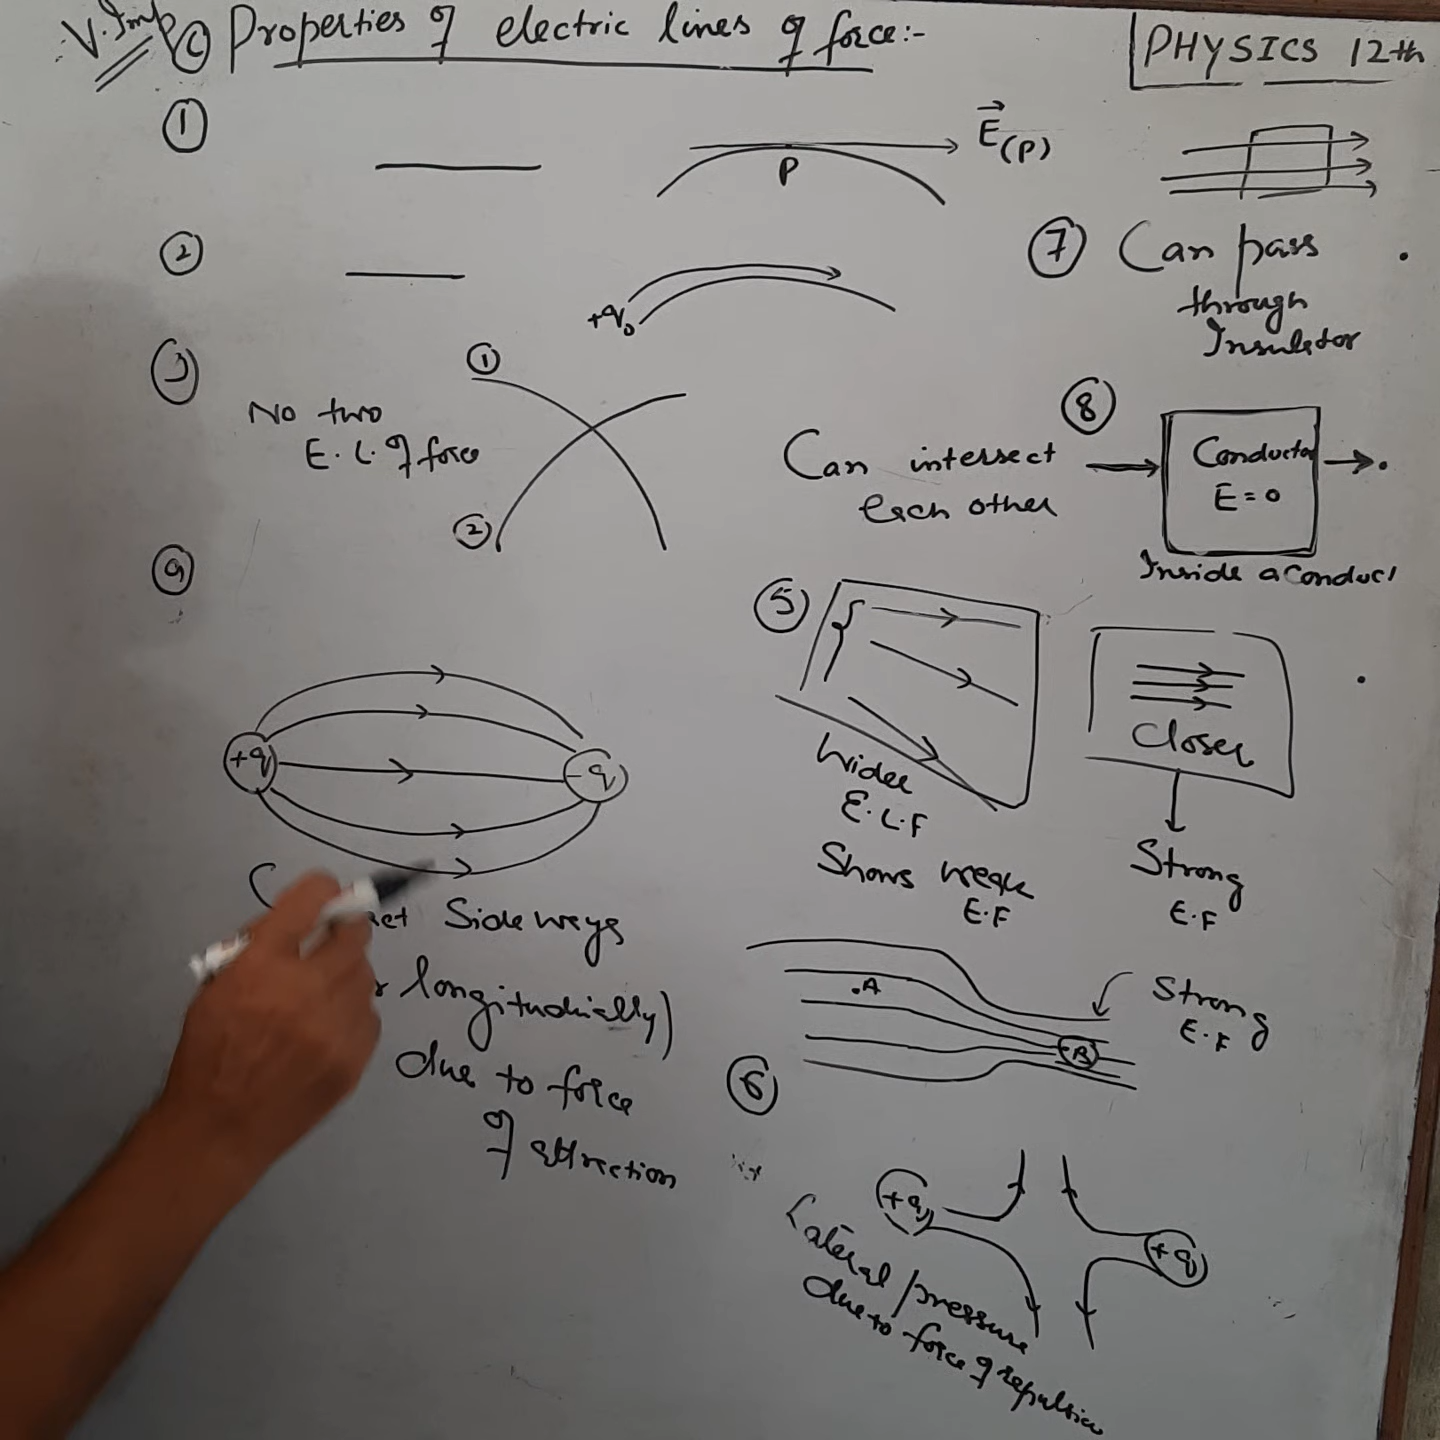 V. Imp (C) Properties of electric lines of force:-
PHYSICS 12th
1
P
E(P)
2
+q₀
7 Can pass
through
Insulator
3
No two
E. L. of force
1
2
Can intersect
each other
8
Conductor
E = 0
Inside a Conduct
+q
-q
Sideways
longitudinally)
due to force
of attraction
5
Wider
E.L.F
Shows weak
E.F
Closer
Strong
E.F
.A
B
Strong
E.F
6
+q
+q
Lateral pressure
due to force of repulsion